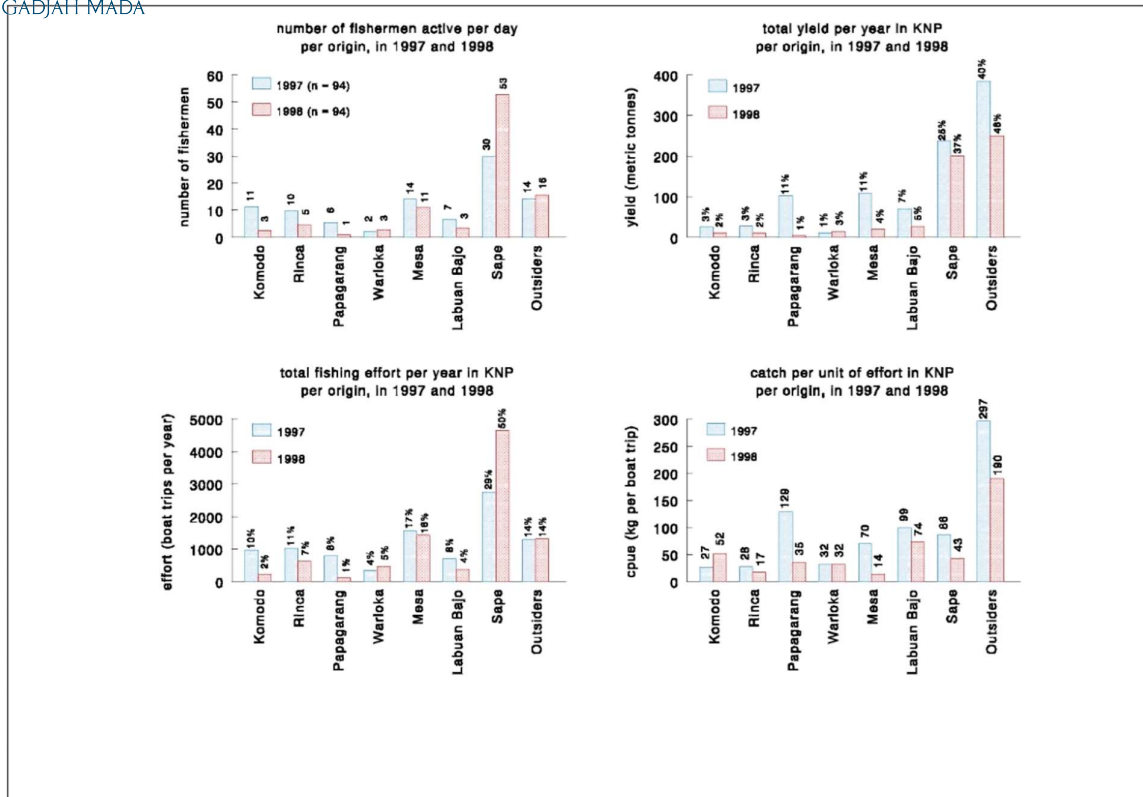 GADJAH MADA
number of fishermen active per day
per origin, in 1997 and 1998
number of fishermen
60
50
40
30
20
10
0
1997 (n = 94)
1998 (n = 94)
11
3
10
5
6
1
2
3
14
11
7
3
30
53
14
16
Komodo
Rinca
Papagarang
Warloka
Mesa
Labuan Bajo
Sape
Outsiders
total yield per year in KNP
per origin, in 1997 and 1998
yield (metric tonnes)
400
300
200
100
0
1997
1998
3%
2%
3%
2%
11%
1%
1%
3%
11%
4%
7%
5%
25%
37%
40%
46%
Komodo
Rinca
Papagarang
Warloka
Mesa
Labuan Bajo
Sape
Outsiders
total fishing effort per year in KNP
per origin, in 1997 and 1998
effort (boat trips per year)
5000
4000
3000
2000
1000
0
1997
1998
10%
2%
11%
7%
8%
1%
4%
5%
17%
16%
8%
4%
29%
50%
14%
14%
Komodo
Rinca
Papagarang
Warloka
Mesa
Labuan Bajo
Sape
Outsiders
catch per unit of effort in KNP
per origin, in 1997 and 1998
cpue (kg per boat trip)
300
250
200
150
100
50
0
1997
1998
27
52
28
17
129
35
32
32
70
14
99
74
86
43
297
190
Komodo
Rinca
Papagarang
Warloka
Mesa
Labuan Bajo
Sape
Outsiders